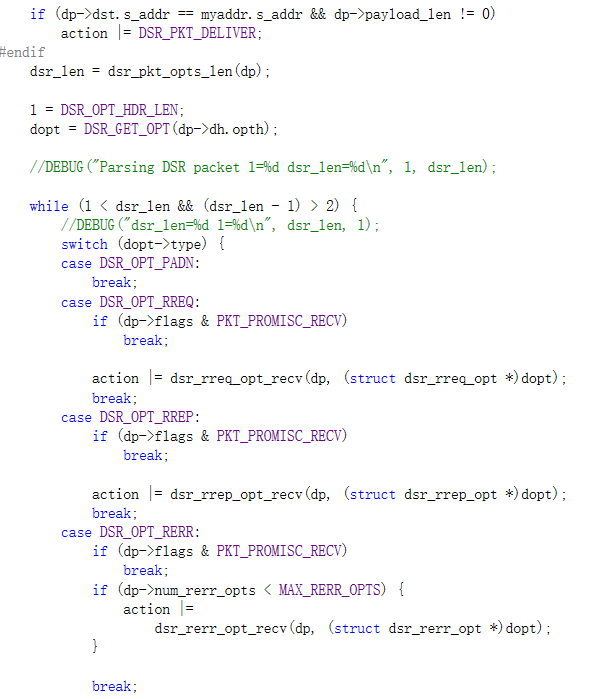 if (dp->dst.s_addr == myaddr.s_addr && dp->payload_len != 0)
action |= DSR_PKT_DELIVER;
#endif
dsr_len = dsr_pkt_opts_len(dp);
l = DSR_OPT_HDR_LEN;
dopt = DSR_GET_OPT(dp->dh.opth);
//DEBUG("Parsing DSR packet l=%d dsr_len=%d\n", l, dsr_len);
while (l < dsr_len && (dsr_len - l) > 2) {
//DEBUG("dsr_len=%d l=%d\n", dsr_len, l);
switch (dopt->type) {
case DSR_OPT_PADN:
break;
case DSR_OPT_RREQ:
if (dp->flags & PKT_PROMISC_RECV)
break;
action |= dsr_rreq_opt_recv(dp, (struct dsr_rreq_opt *)dopt);
break;
case DSR_OPT_RREP:
if (dp->flags & PKT_PROMISC_RECV)
break;
action |= dsr_rrep_opt_recv(dp, (struct dsr_rrep_opt *)dopt);
break;
case DSR_OPT_RERR:
if (dp->flags & PKT_PROMISC_RECV)
break;
if (dp->num_rerr_opts < MAX_RERR_OPTS) {
action |=
dsr_rerr_opt_recv(dp, (struct dsr_rerr_opt *)dopt);
}
break;